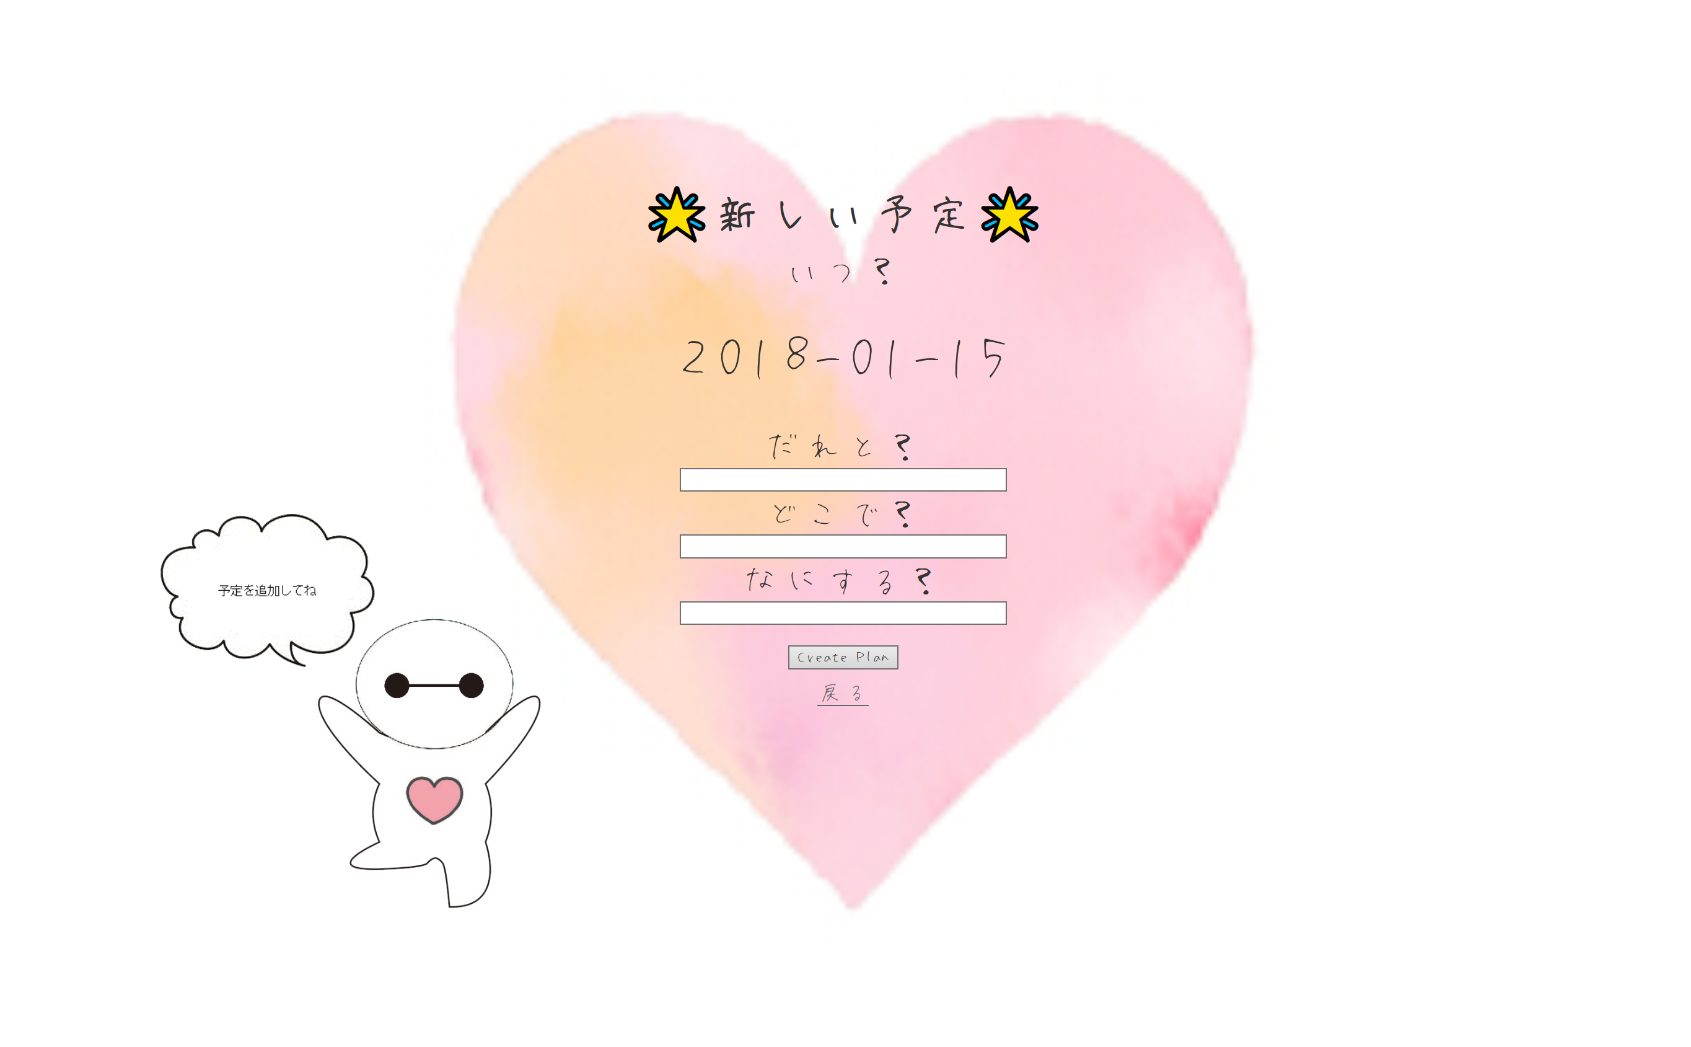 新しい予定
いつ?
2018-01-15
だれと?
どこで?
なにする?
Create Plan
戻る
予定を追加してね